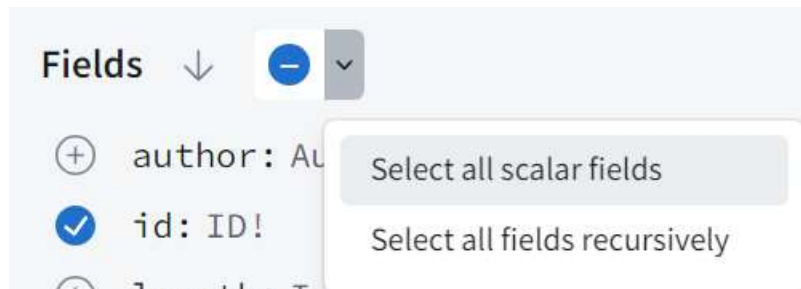 Fields
author: Au
Select all scalar fields
id: ID!
Select all fields recursively